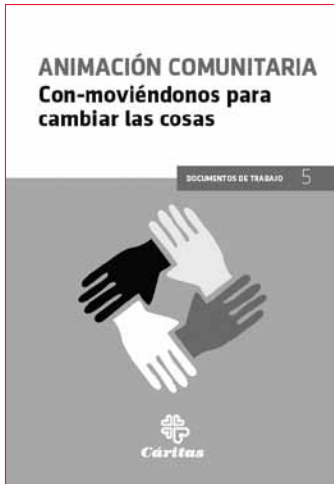 ANIMACIÓN COMUNITARIA
Con-moviéndonos para
cambiar las cosas
DOCUMENTOS DE TRABAJO 5
Cáritas